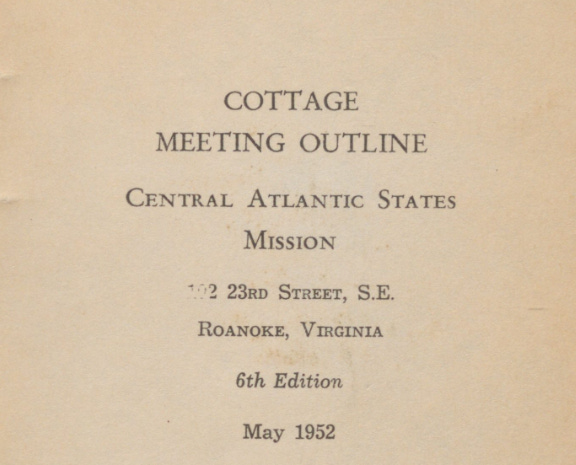 COTTAGE
MEETING OUTLINE
CENTRAL ATLANTIC STATES
MISSION
23RD STREET, S.E.
ROANOKE, VIRGINIA
6th Edition
May 1952